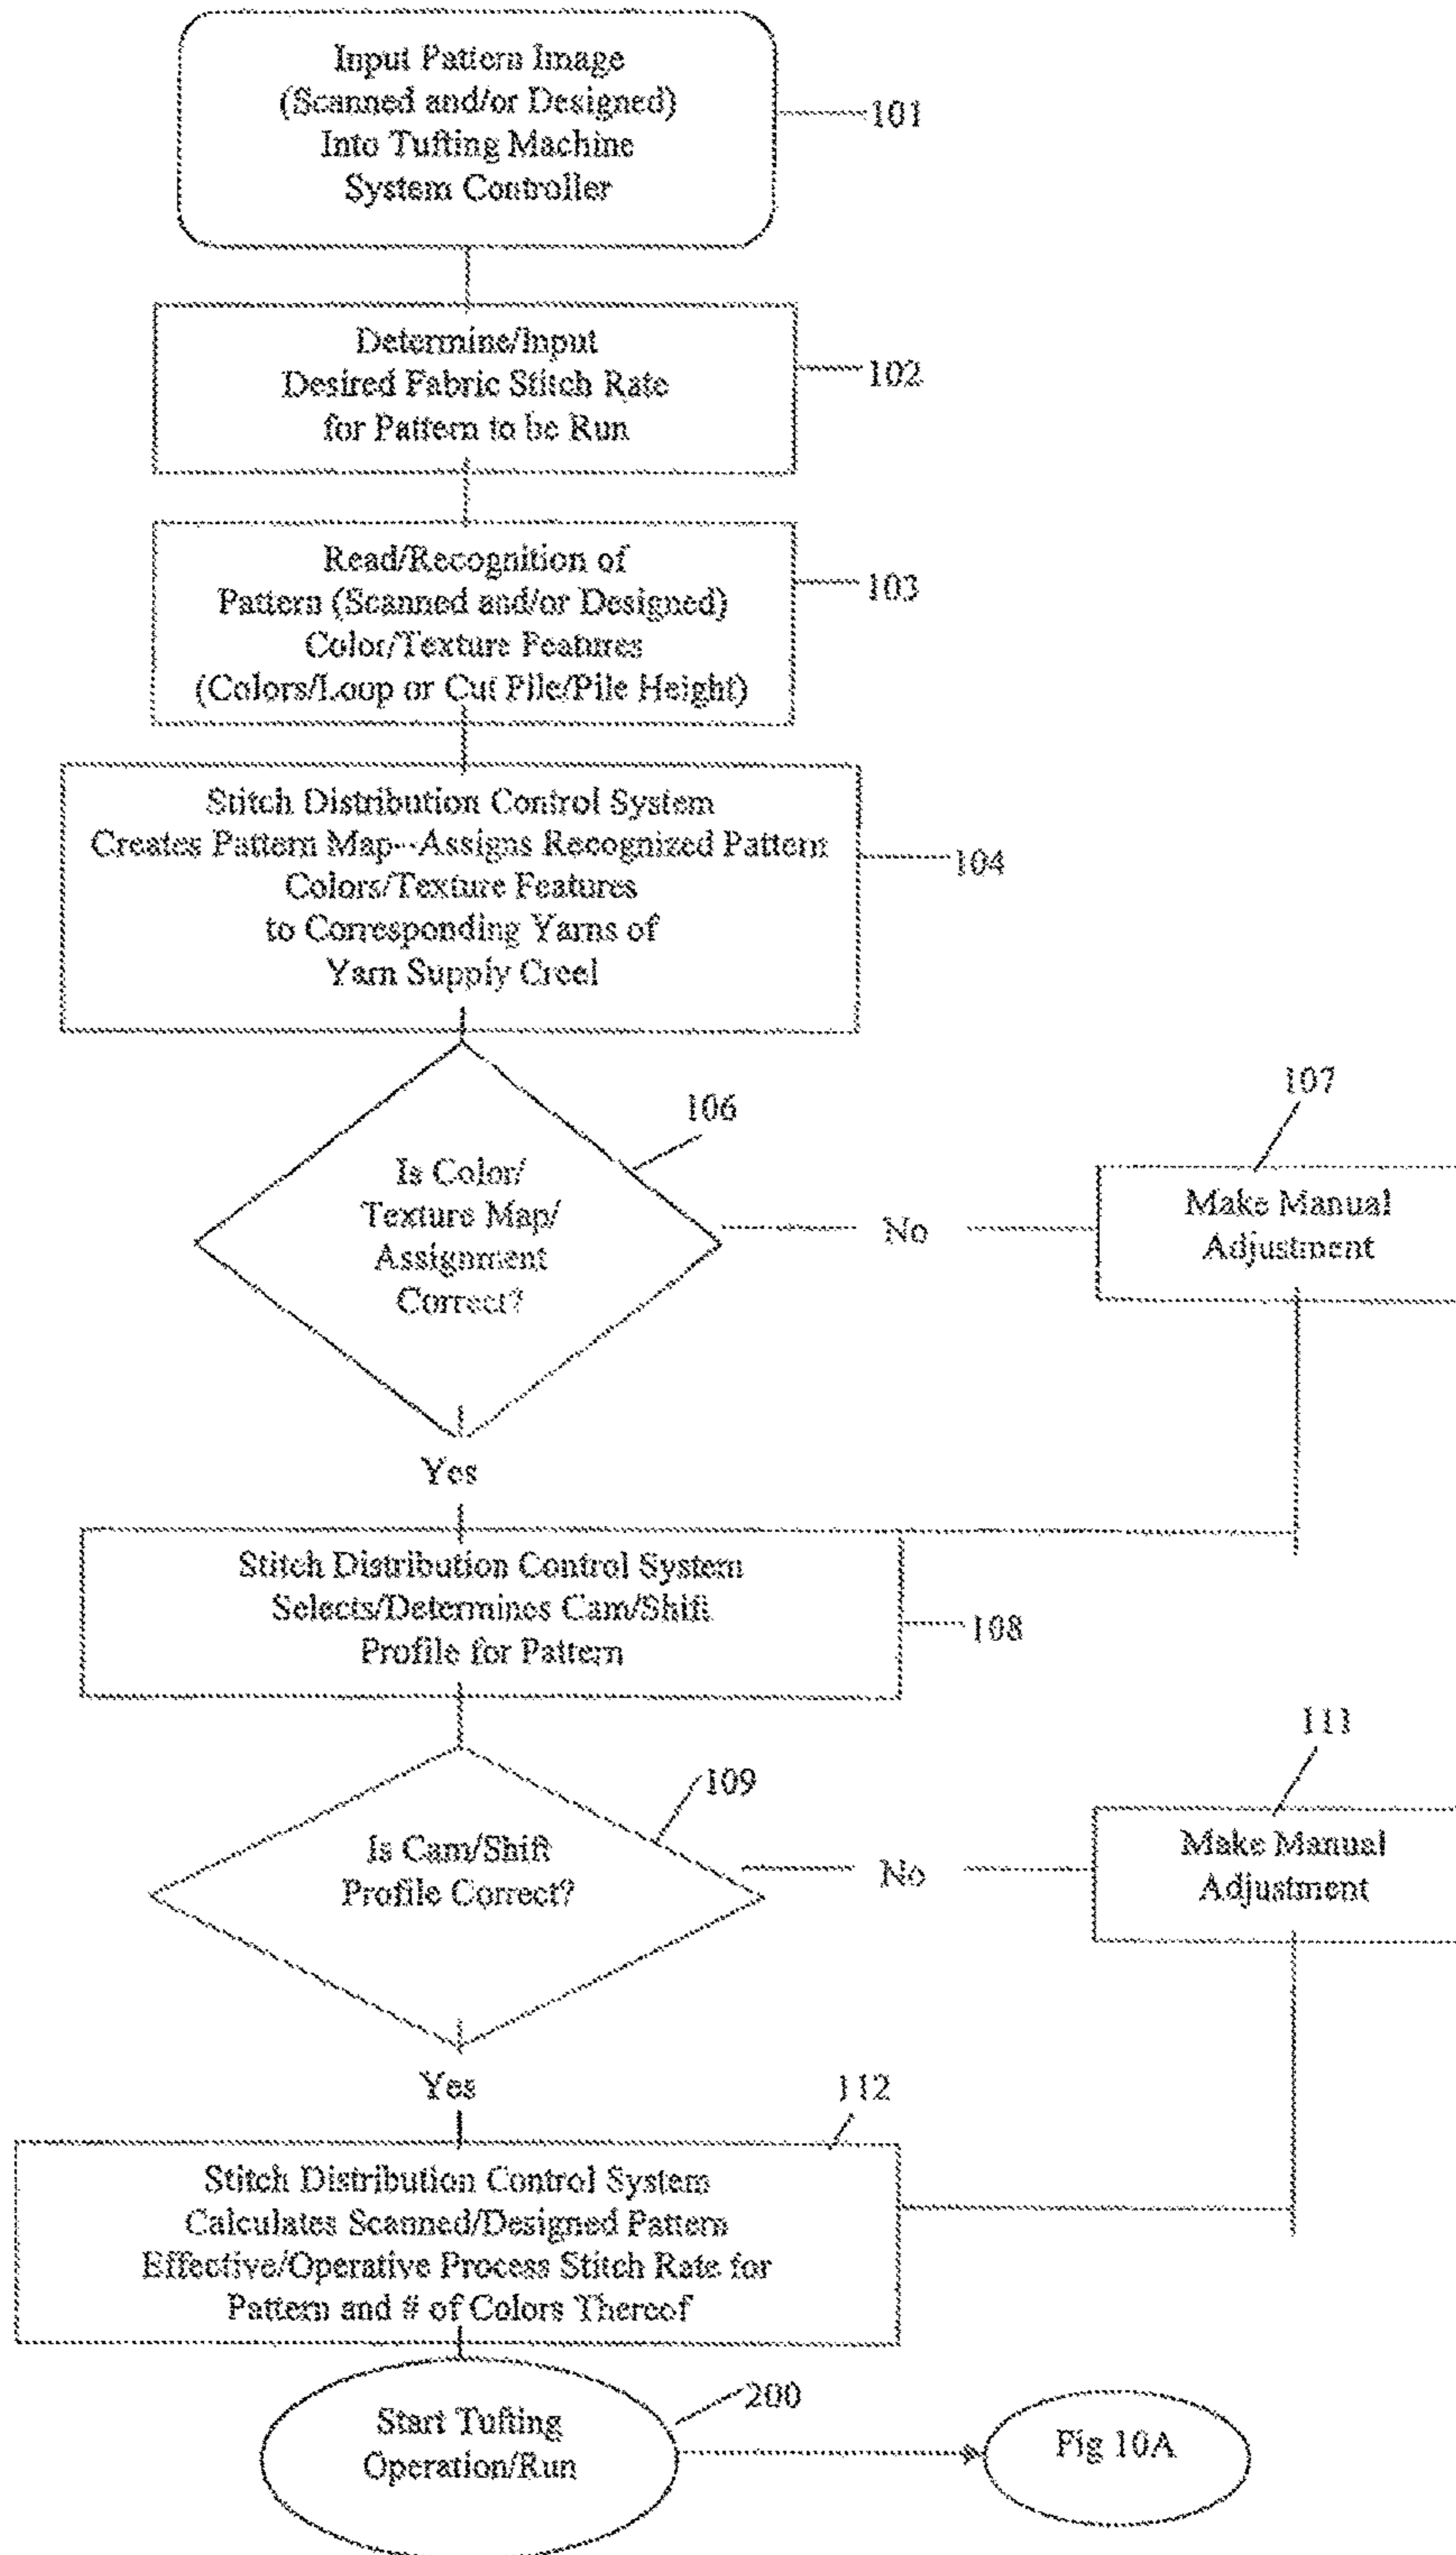 Input Pattern Image
(Scanned and/or Designed)
Into Tufting Machine
System Controller
101
Determine/Input
Desired Fabric Stitch Rate
for Pattern to be Run
102
Read/Recognition of
Pattern (Scanned and/or Designed)
Color/Texture Features
(Colors/Loop or Cut Pile/Pile Height)
103
Stitch Distribution Control System
Creates Pattern Map--Assigns Recognized Pattern
Colors/Texture Features
to Corresponding Yarns of
Yarn Supply Creel
104
106
Is Color/
Texture Map/
Assignment
Correct?
No
107
Make Manual
Adjustment
Yes
Stitch Distribution Control System
Selects/Determines Cam/Shift
Profile for Pattern
108
109
Is Cam/Shift
Profile Correct?
No
111
Make Manual
Adjustment
Yes
112
Stitch Distribution Control System
Calculates Scanned/Designed Pattern
Effective/Operative Process Stitch Rate for
Pattern and # of Colors Thereof
Start Tufting
Operation/Run
200
Fig 10A